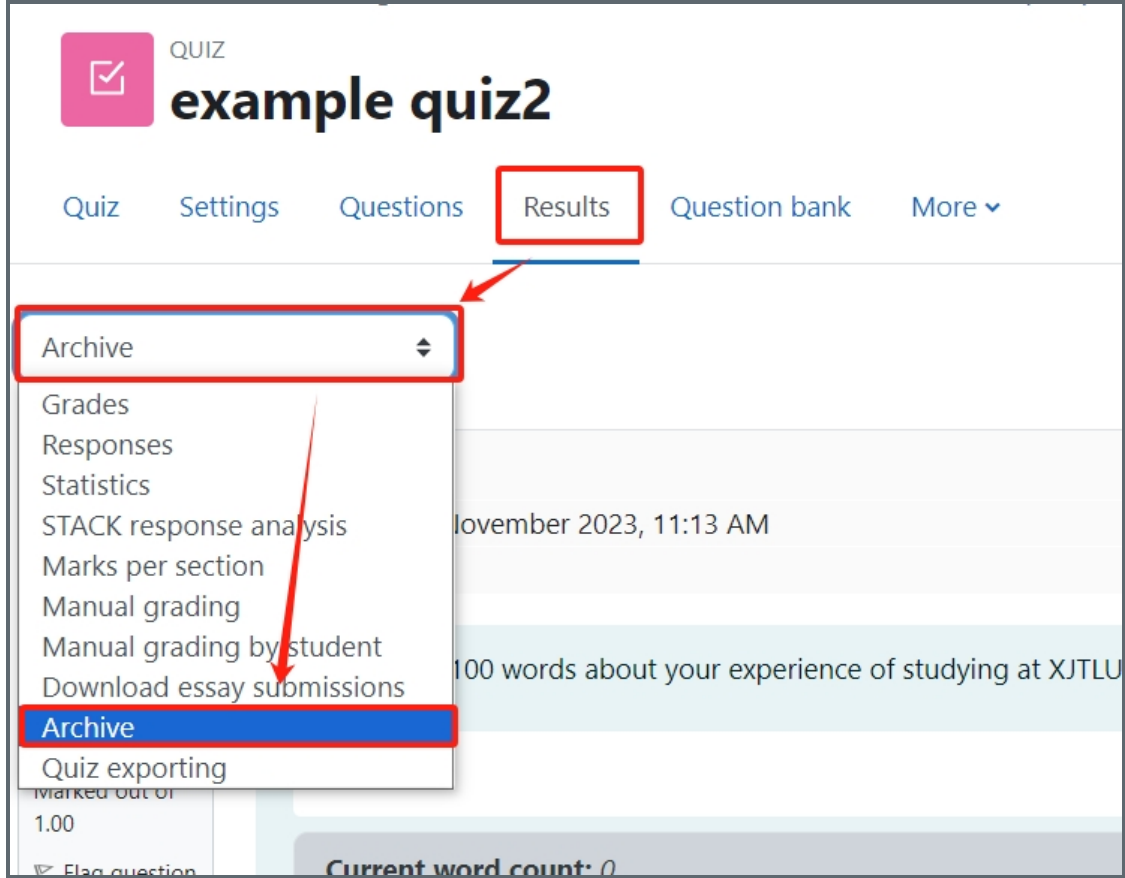 QUIZ
example quiz2
Quiz Settings Questions Results Question bank More
Archive
Grades
Responses
Statistics
STACK response analysis
Marks per section
Manual grading
Manual grading by student
Download essay submissions
Archive
Quiz exporting
November 2023, 11:13 AM
100 words about your experience of studying at XJTLU
Marked out of
1.00
Flag question
Current word count: 0